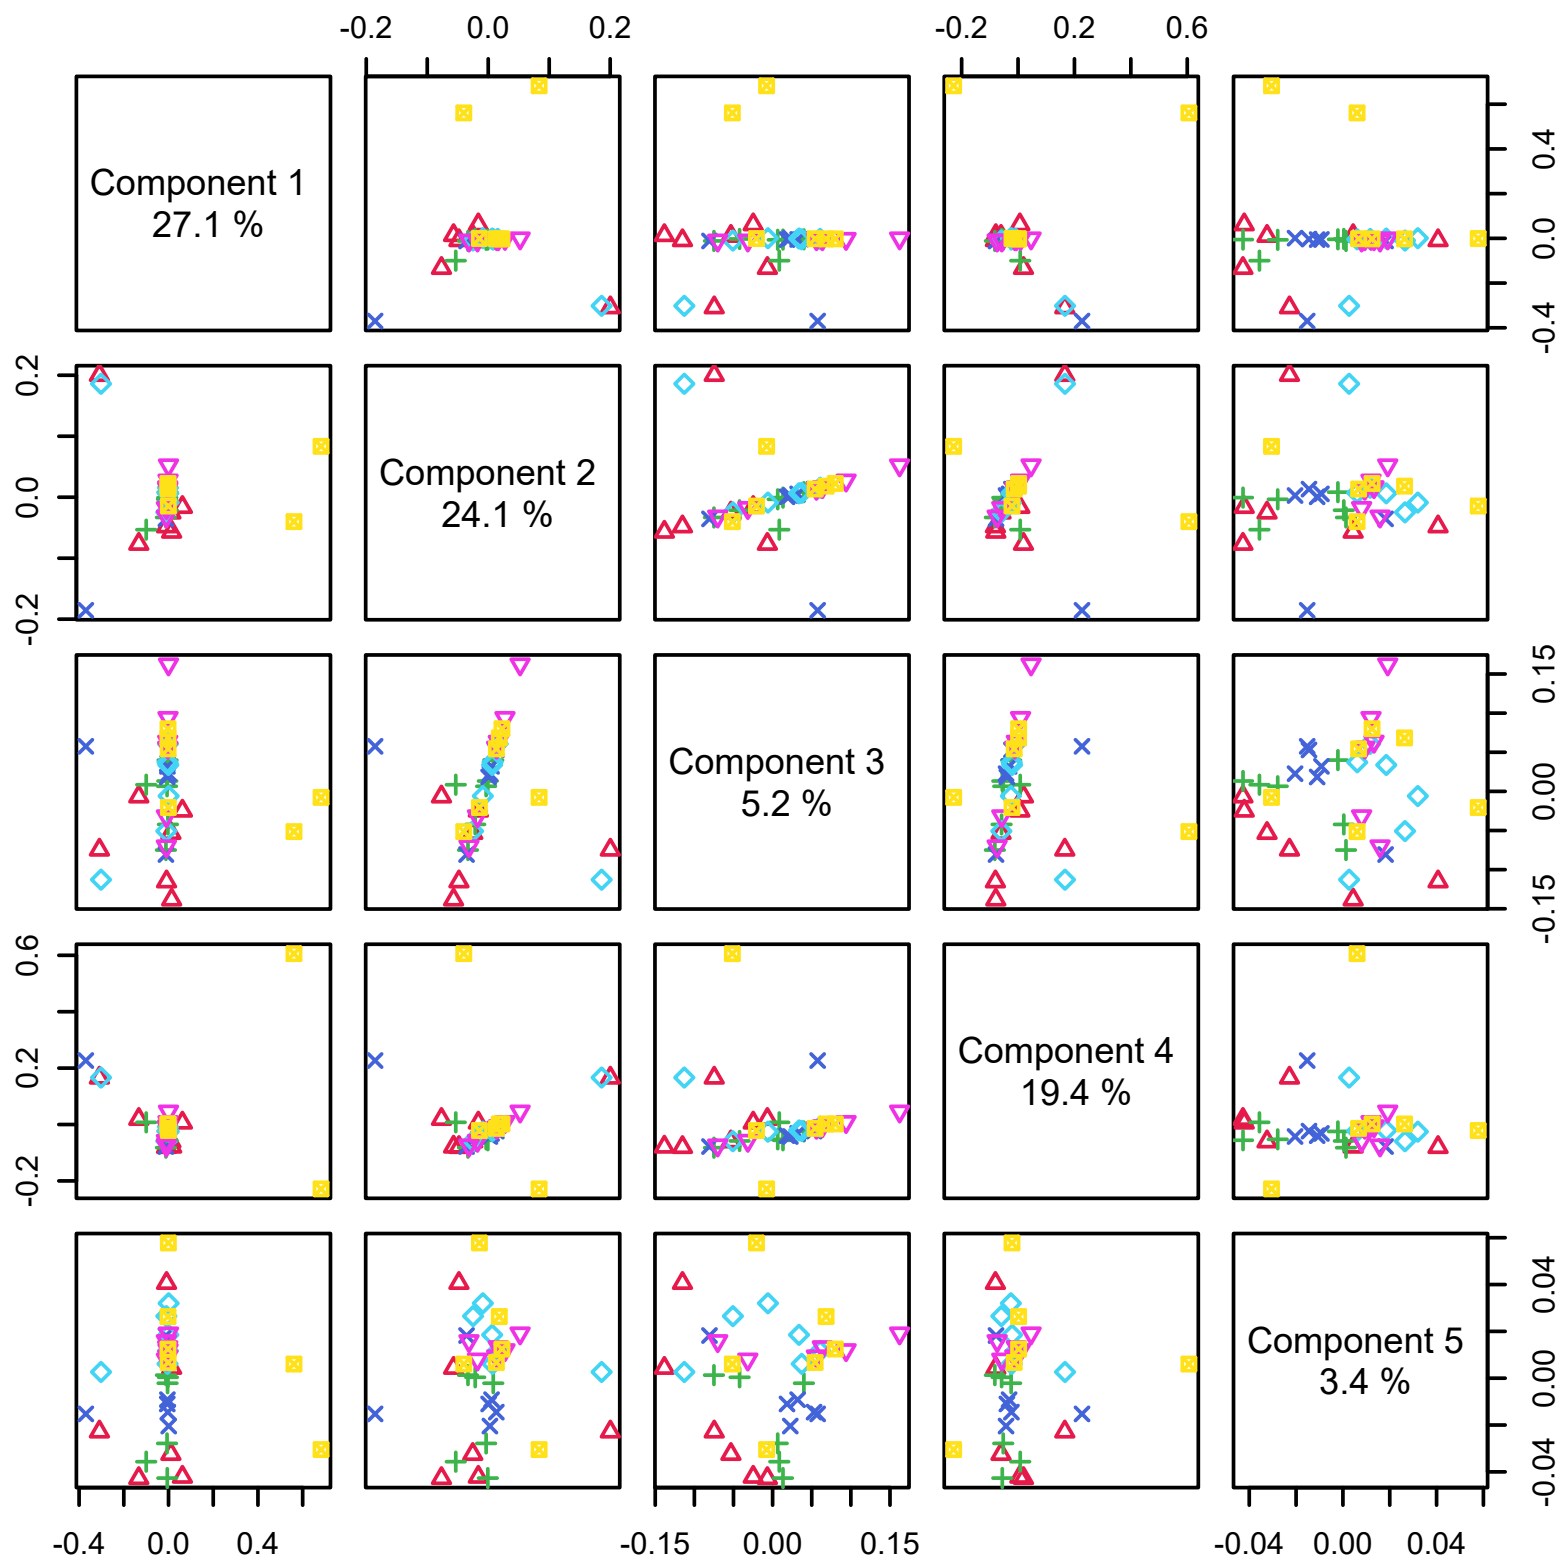 -0.2 0.0 0.2 -0.2 0.2 0.6
Component 1
27.1 %
-0.4 0.0 0.4
Component 2
24.1 %
-0.2 0.0 0.2
Component 3
5.2 %
-0.15 0.00 0.15
Component 4
19.4 %
-0.2 0.2 0.6
Component 5
3.4 %
-0.04 0.00 0.04
-0.4 0.0 0.4 -0.15 0.00 0.15 -0.04 0.00 0.04